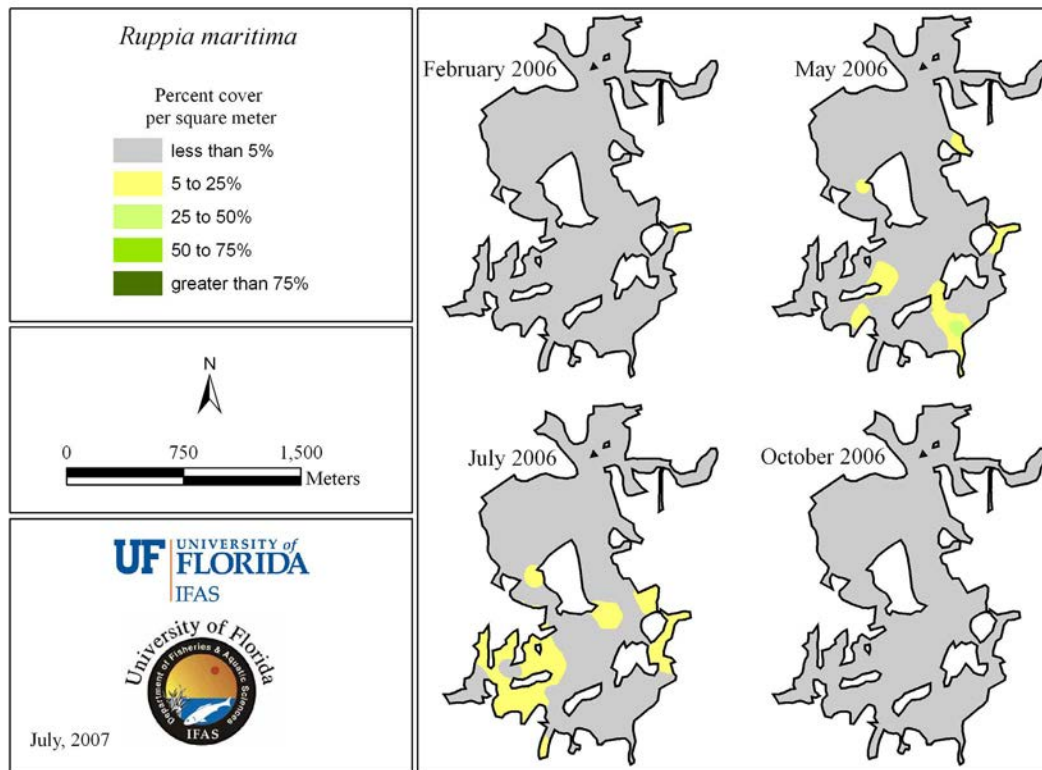 Ruppia maritima
Percent cover
per square meter
less than 5%
5 to 25%
25 to 50%
50 to 75%
greater than 75%
N
0 750 1,500
Meters
UF UNIVERSITY of
FLORIDA
IFAS
University of Florida
Department of Fisheries & Aquatic Sciences
IFAS
July, 2007
February 2006
May 2006
July 2006
October 2006